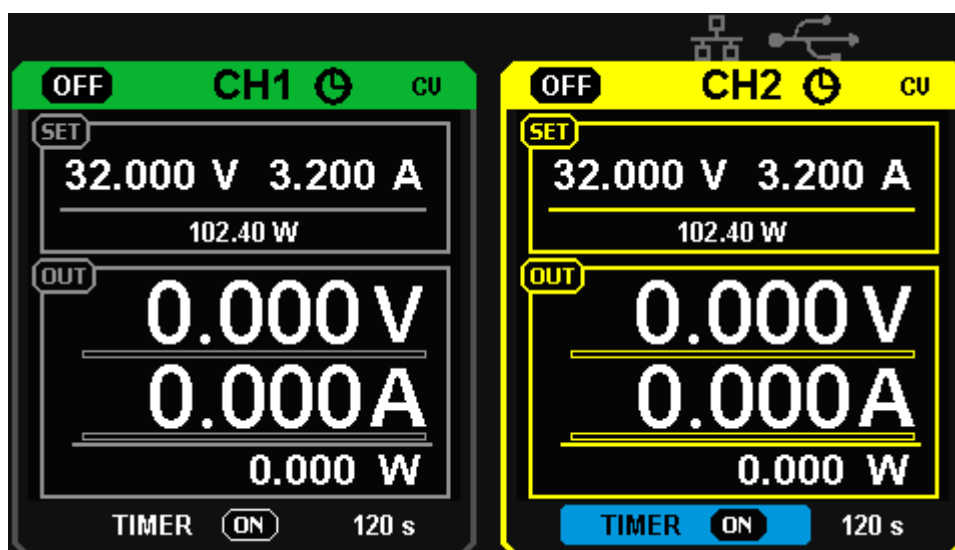 OFF CH1 CV
SET
32.000 V 3.200 A
102.40 W
OUT
0.000 V
0.000 A
0.000 W
TIMER ON 120 s
OFF CH2 CV
SET
32.000 V 3.200 A
102.40 W
OUT
0.000 V
0.000 A
0.000 W
TIMER ON 120 s